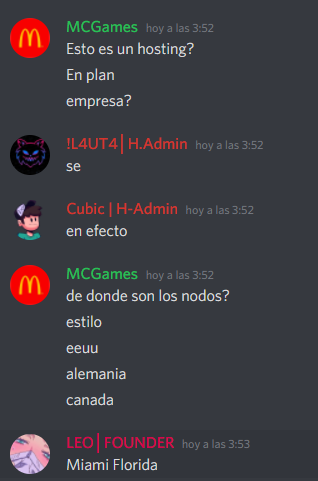 MCGames hoy a las 3:52
Esto es un hosting?
En plan
empresa?
!L4UT4 | H.Admin hoy a las 3:52
se
Cubic | H-Admin hoy a las 3:52
en efecto
MCGames hoy a las 3:52
de donde son los nodos?
estilo
eeuu
alemania
canada
LEO | FOUNDER hoy a las 3:53
Miami Florida